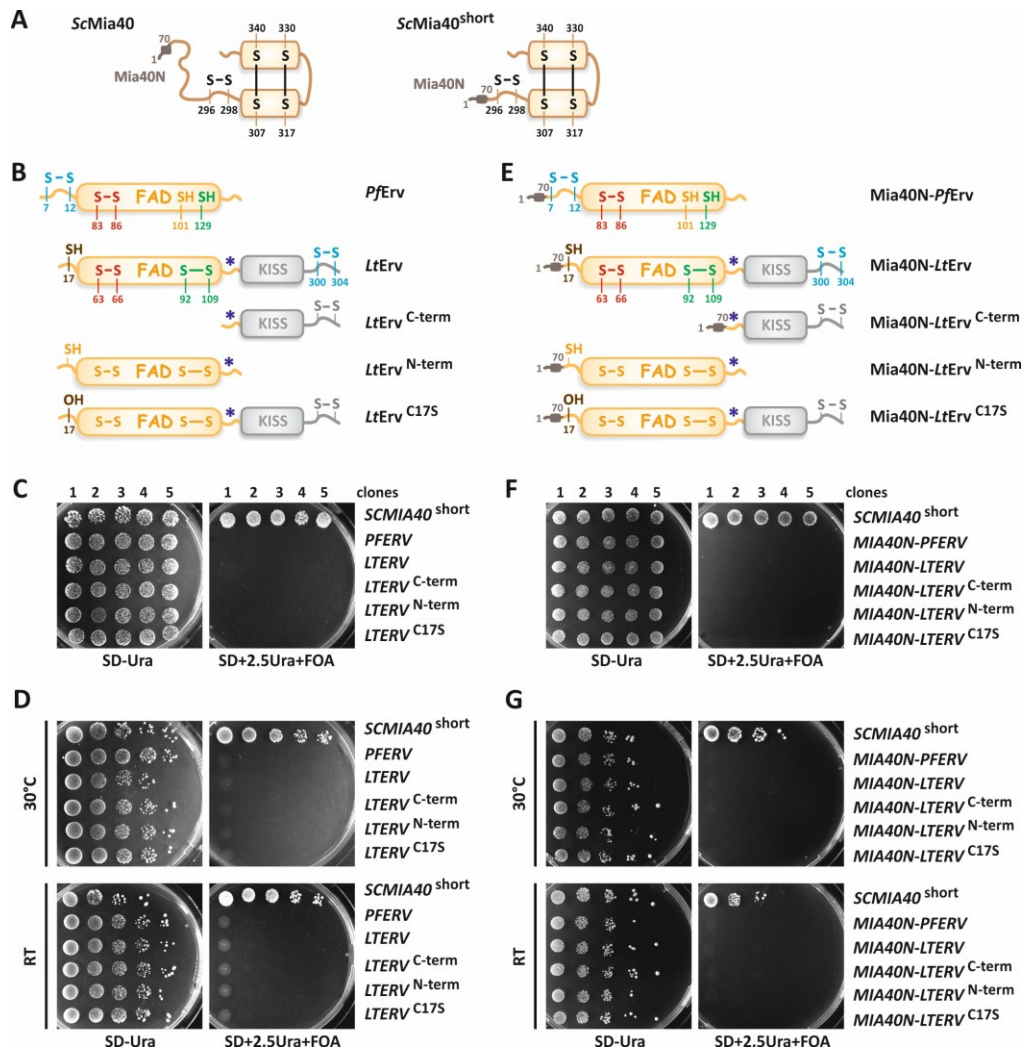 A
ScMia40
70
1
Mia40N
S–S
296 298
340 330
S S
S S
307 317
ScMia40 short
Mia40N
1 70
S–S
296 298
340 330
S S
S S
307 317
B
S–S
7 12
S–S FAD SH SH
83 86 101 129
PfErv
SH
17
S–S FAD S–S
63 66 92 109
* KISS
S–S
300 304
LtErv
* KISS S–S
LtErv C-term
SH
S–S FAD S–S *
LtErv N-term
OH
17
S–S FAD S–S * KISS S–S
LtErv C17S
E
1 70
S–S
7 12
S–S FAD SH SH
83 86 101 129
Mia40N-PfErv
1 70
SH
17
S–S FAD S–S
63 66 92 109
* KISS
S–S
300 304
Mia40N-LtErv
1 70 * KISS S–S
Mia40N-LtErv C-term
1 70
SH
S–S FAD S–S *
Mia40N-LtErv N-term
1 70
OH
17
S–S FAD S–S * KISS S–S
Mia40N-LtErv C17S
C
1 2 3 4 5 1 2 3 4 5 clones
SCMIA40 short
PFERV
LTERV
LTERV C-term
LTERV N-term
LTERV C17S
SD-Ura SD+2.5Ura+FOA
D
30°C
SCMIA40 short
PFERV
LTERV
LTERV C-term
LTERV N-term
LTERV C17S
RT
SCMIA40 short
PFERV
LTERV
LTERV C-term
LTERV N-term
LTERV C17S
SD-Ura SD+2.5Ura+FOA
F
1 2 3 4 5 1 2 3 4 5 clones
SCMIA40 short
MIA40N-PFERV
MIA40N-LTERV
MIA40N-LTERV C-term
MIA40N-LTERV N-term
MIA40N-LTERV C17S
SD-Ura SD+2.5Ura+FOA
G
30°C
SCMIA40 short
MIA40N-PFERV
MIA40N-LTERV
MIA40N-LTERV C-term
MIA40N-LTERV N-term
MIA40N-LTERV C17S
RT
SCMIA40 short
MIA40N-PFERV
MIA40N-LTERV
MIA40N-LTERV C-term
MIA40N-LTERV N-term
MIA40N-LTERV C17S
SD-Ura SD+2.5Ura+FOA